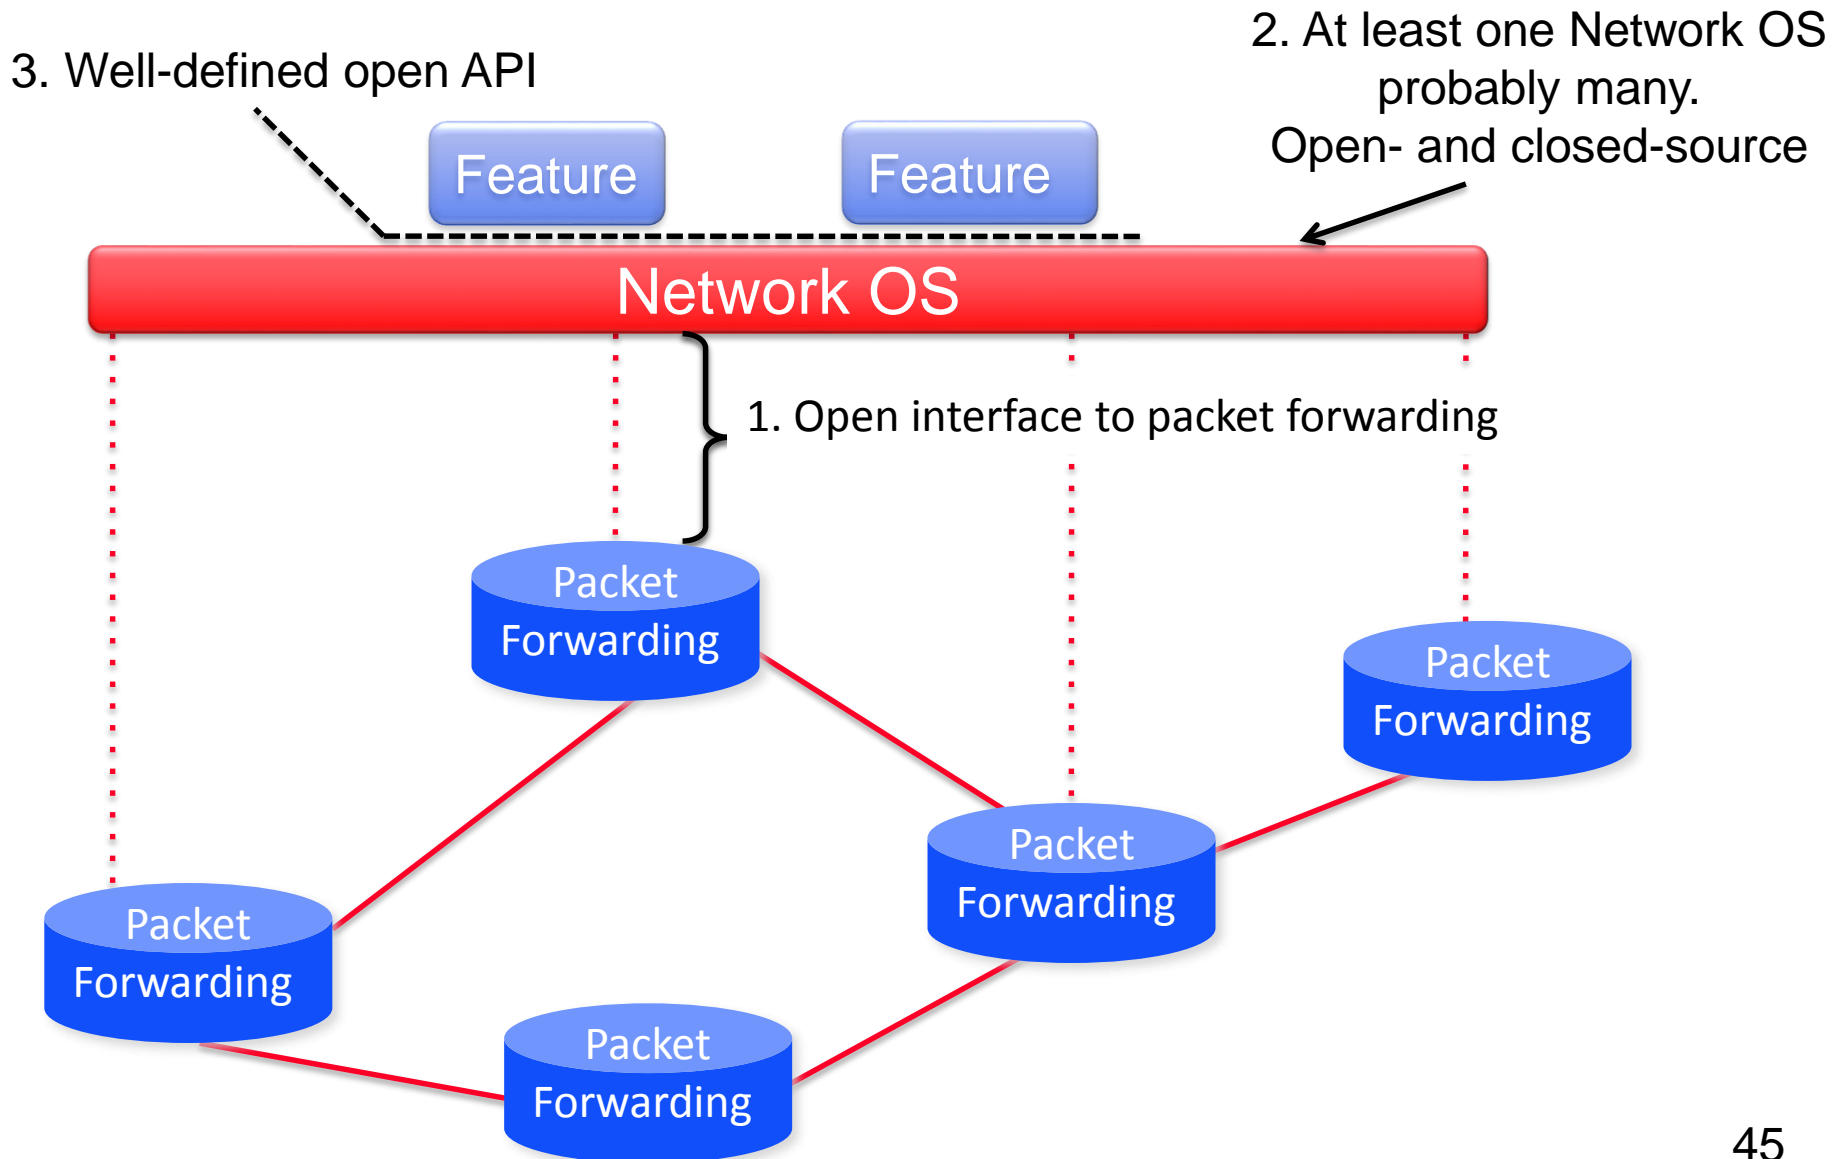 2. At least one Network OS
probably many.
Open- and closed-source
3. Well-defined open API
Feature
Feature
Network OS
1. Open interface to packet forwarding
Packet
Forwarding
Packet
Forwarding
Packet
Forwarding
Packet
Forwarding
Packet
Forwarding
45